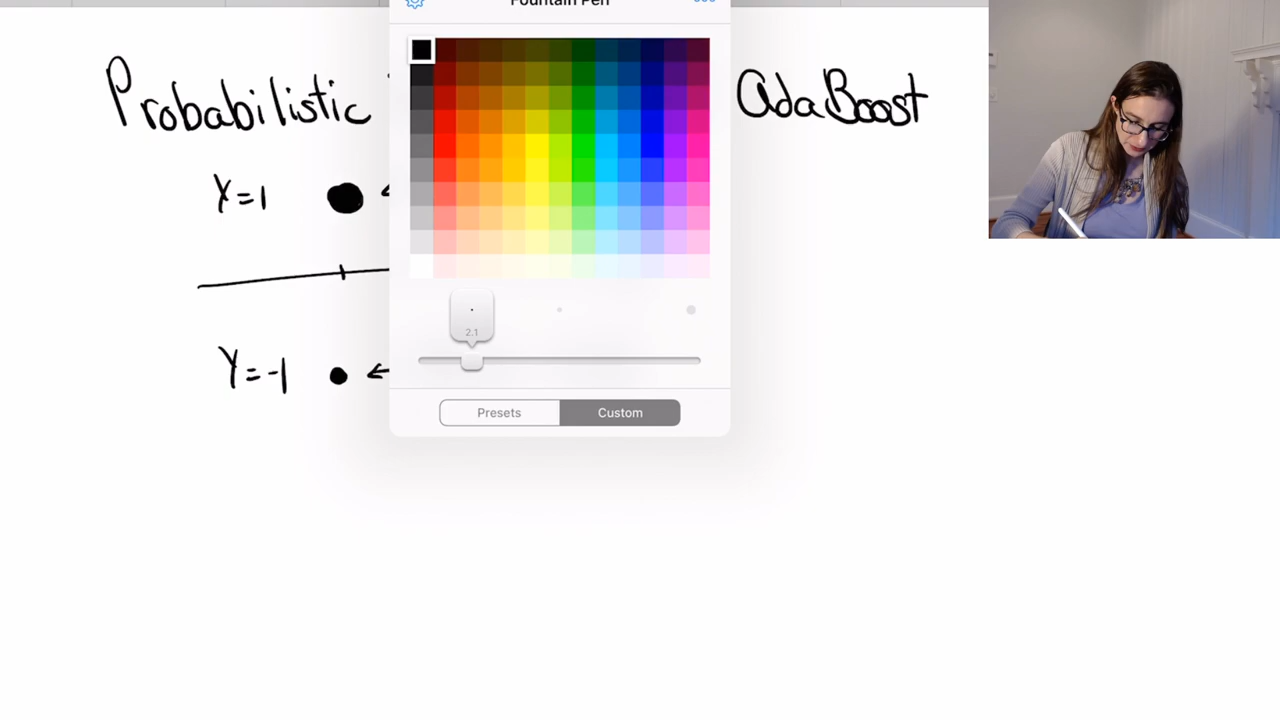 Fountain Pen
Probabilistic AdaBoost
Y=1
2.1
Y=-1
Presets Custom